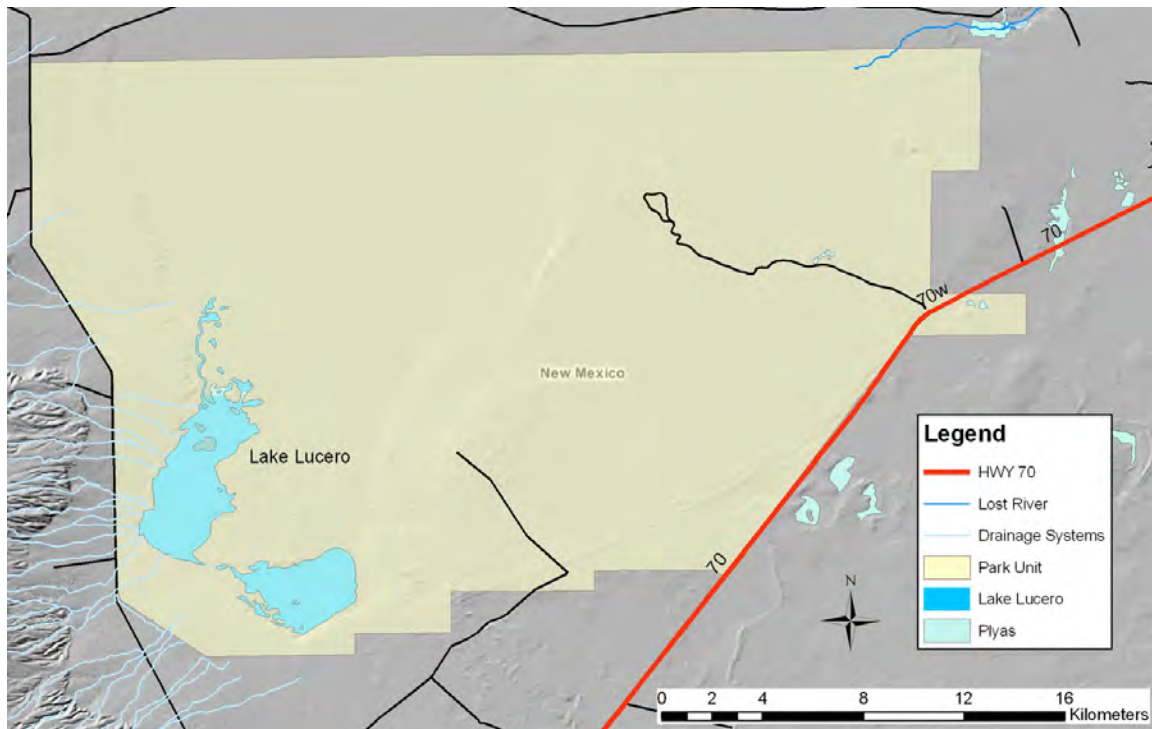 70
70w
New Mexico
Lake Lucero
70
Legend
HWY 70
Lost River
Drainage Systems
Park Unit
Lake Lucero
Plyas
N
0 2 4 8 12 16
Kilometers